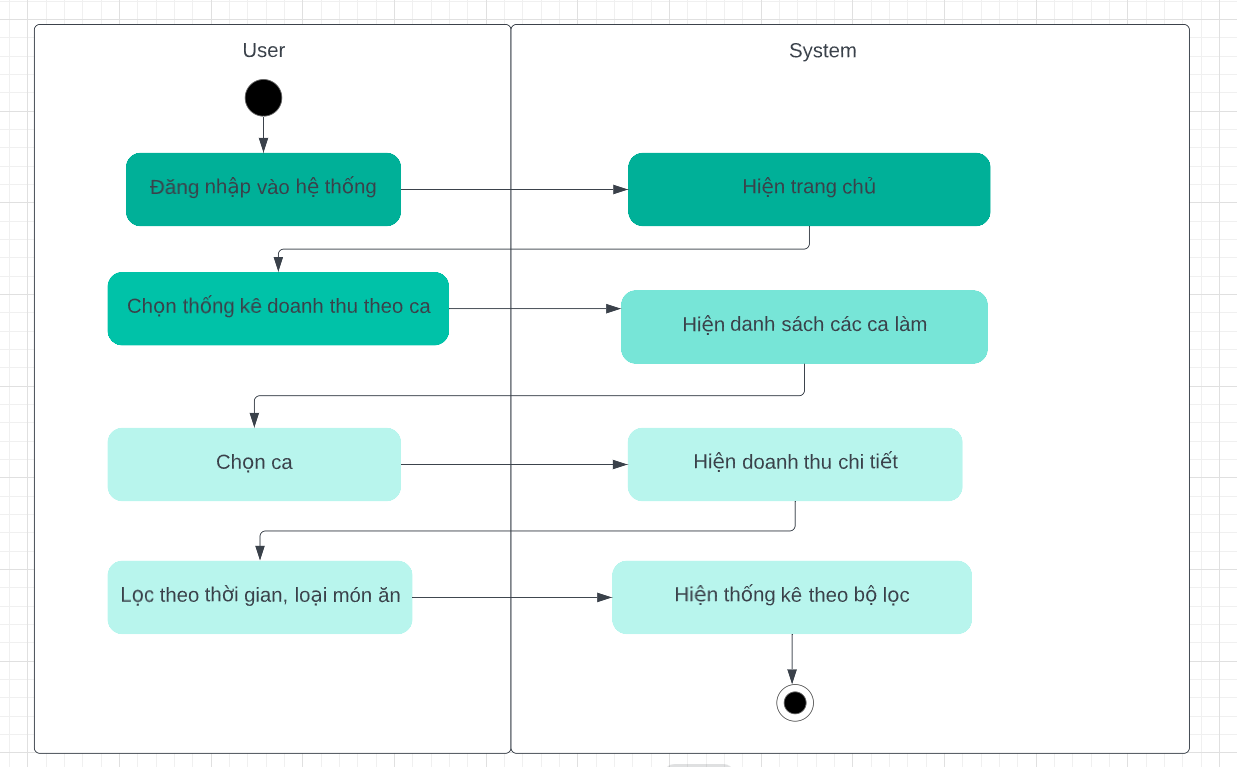 User
System
Đăng nhập vào hệ thống
Hiện trang chủ
Chọn thống kê doanh thu theo ca
Hiện danh sách các ca làm
Chọn ca
Hiện doanh thu chi tiết
Lọc theo thời gian, loại món ăn
Hiện thống kê theo bộ lọc